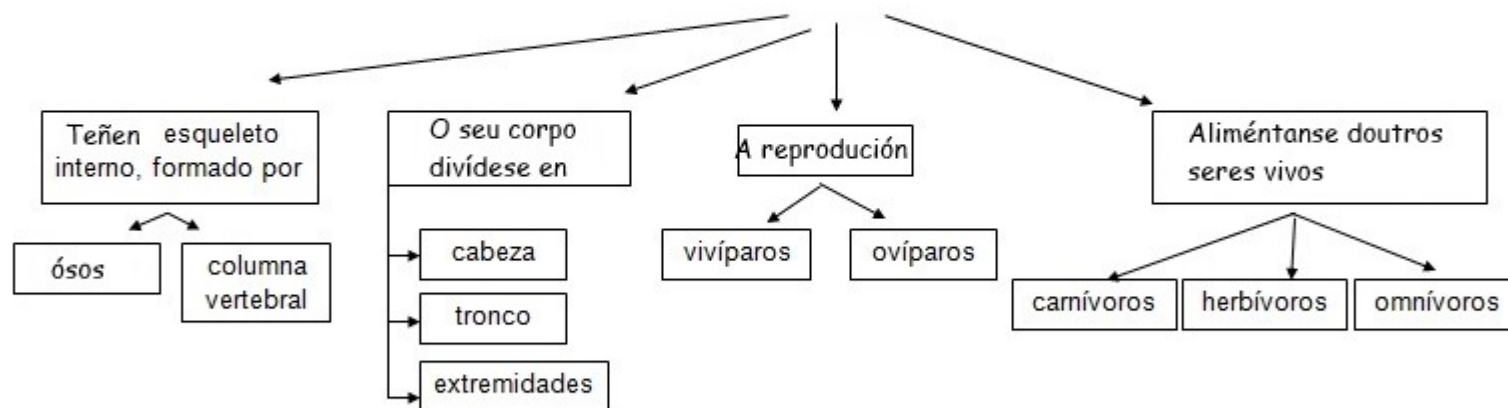 Teñen esqueleto
interno, formado por
ósos
columna
vertebral
O seu corpo
divídese en
cabeza
tronco
extremidades
A reprodución
vivíparos
ovíparos
Aliméntanse doutros
seres vivos
carnívoros
herbívoros
omnívoros